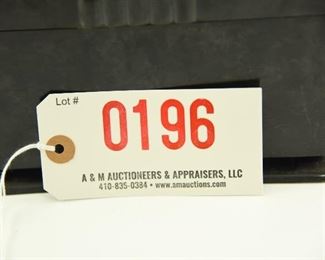 Lot #
0196
A & M AUCTIONEERS & APPRAISERS, LLC
410-835-0384 • www.amauctions.com